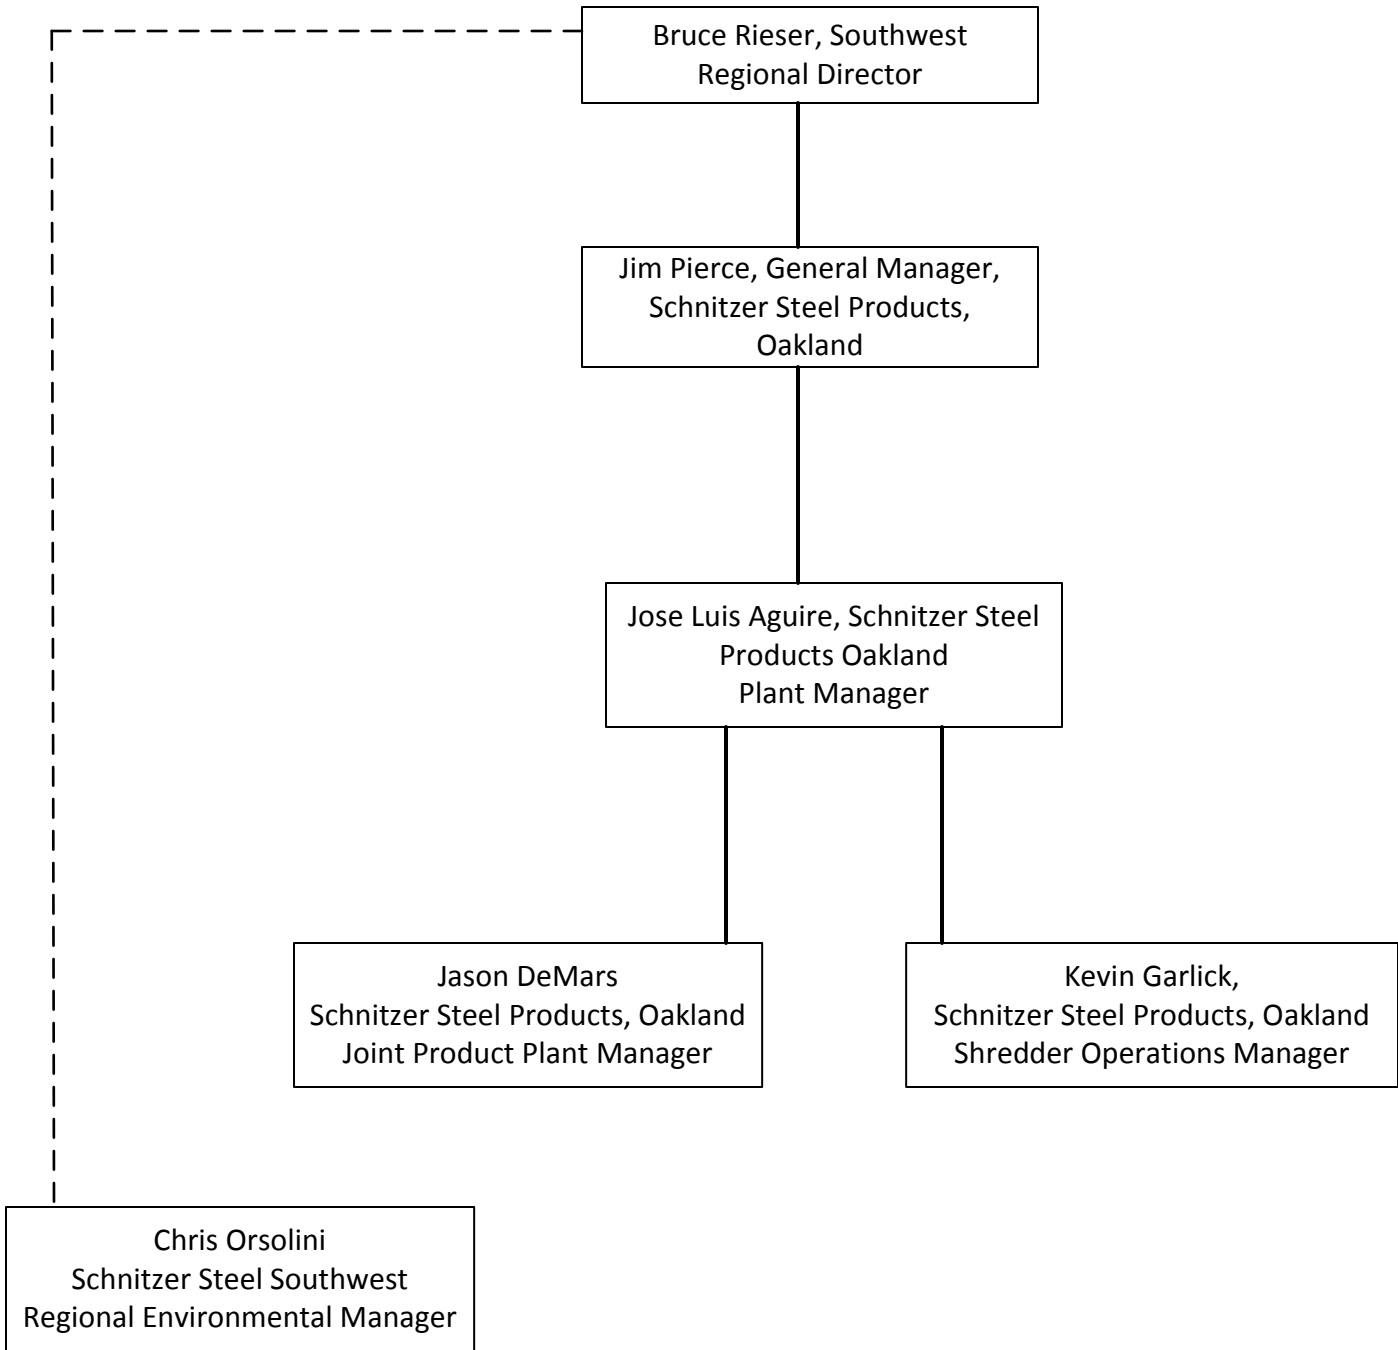 Bruce Rieser, Southwest
Regional Director
Jim Pierce, General Manager,
Schnitzer Steel Products,
Oakland
Jose Luis Aguire, Schnitzer Steel
Products Oakland
Plant Manager
Jason DeMars
Schnitzer Steel Products, Oakland
Joint Product Plant Manager
Kevin Garlick,
Schnitzer Steel Products, Oakland
Shredder Operations Manager
Chris Orsolini
Schnitzer Steel Southwest
Regional Environmental Manager